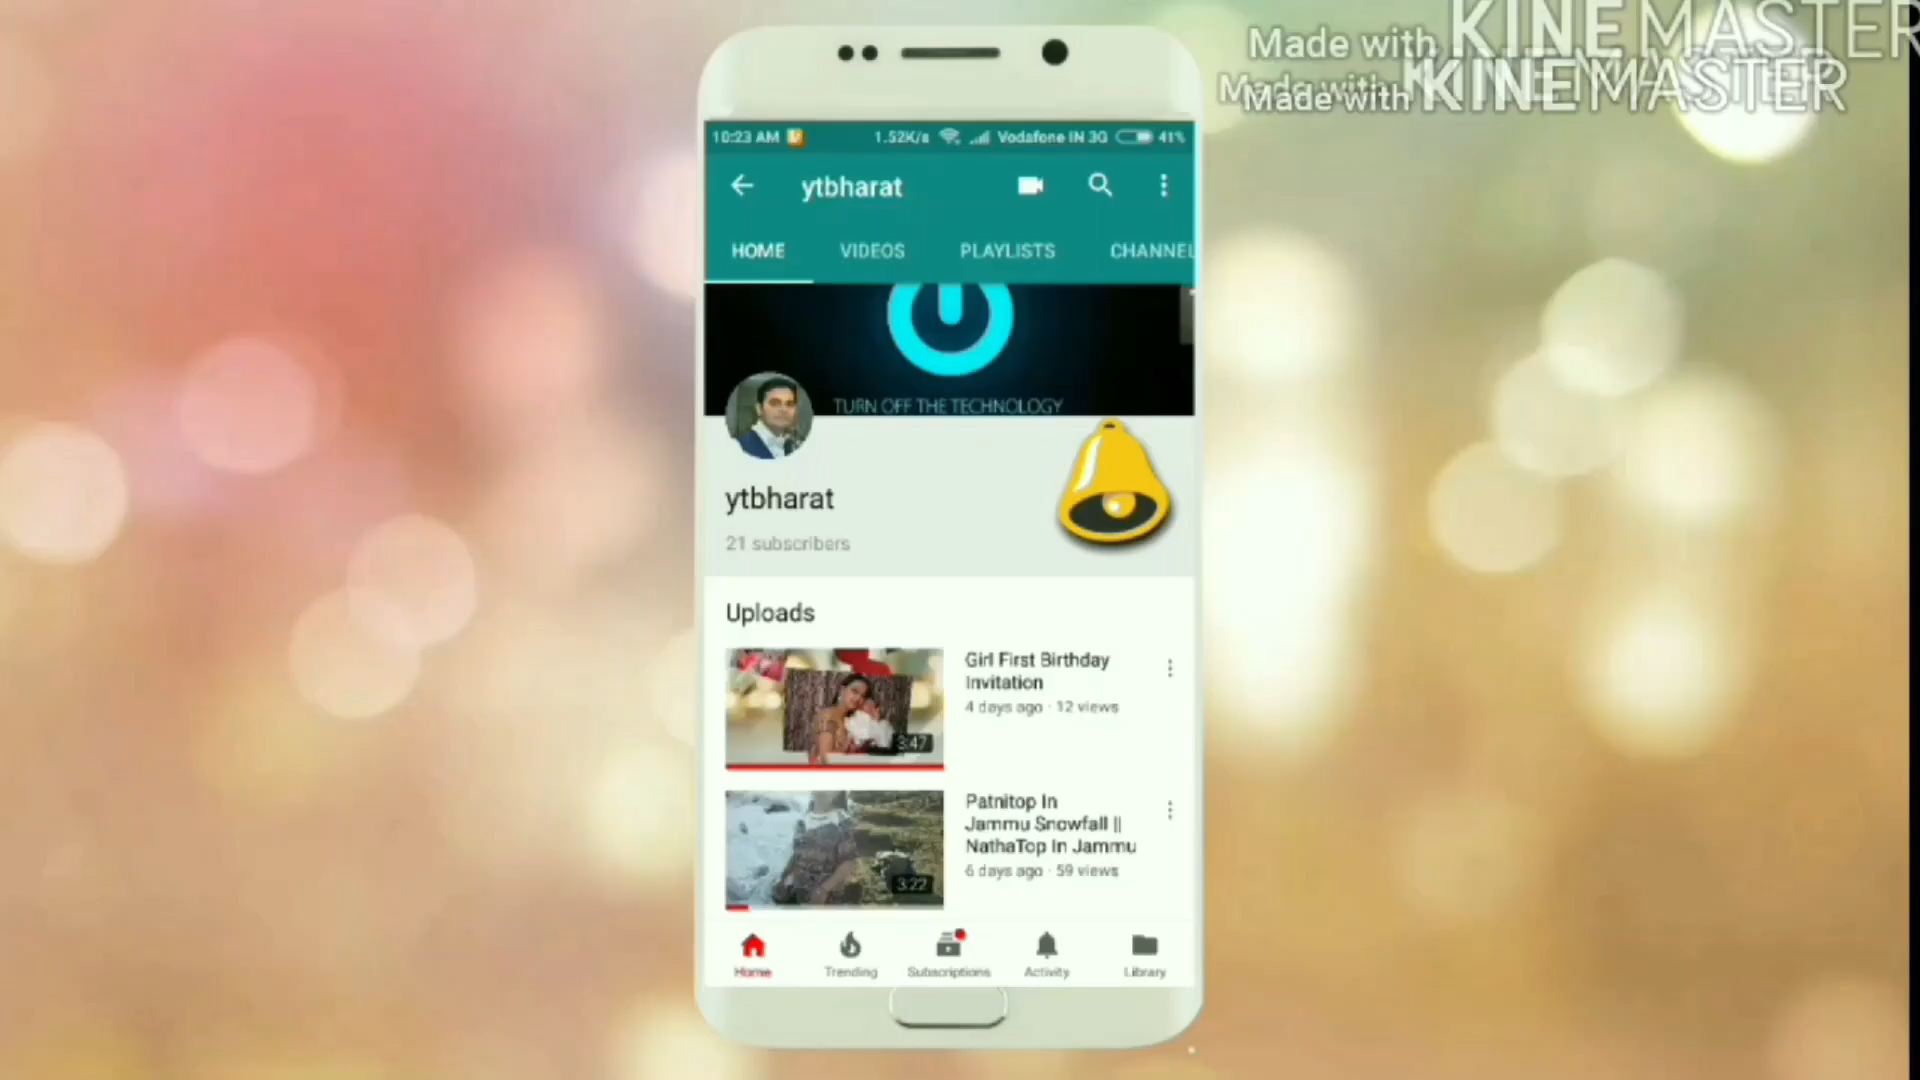 Made with KINEMASTER
Made with KINEMASTER
Made with KINEMASTER
10:23 AM 1.52K/s Vodafone IN 3G 41%
ytbharat
HOME VIDEOS PLAYLISTS CHANNEL
TURN OFF THE TECHNOLOGY
ytbharat
21 subscribers
Uploads
Girl First Birthday
Invitation
4 days ago · 12 views
3:47
Patnitop In
Jammu Snowfall ||
NathaTop In Jammu
6 days ago · 59 views
3:22
Home Trending Subscriptions Activity Library